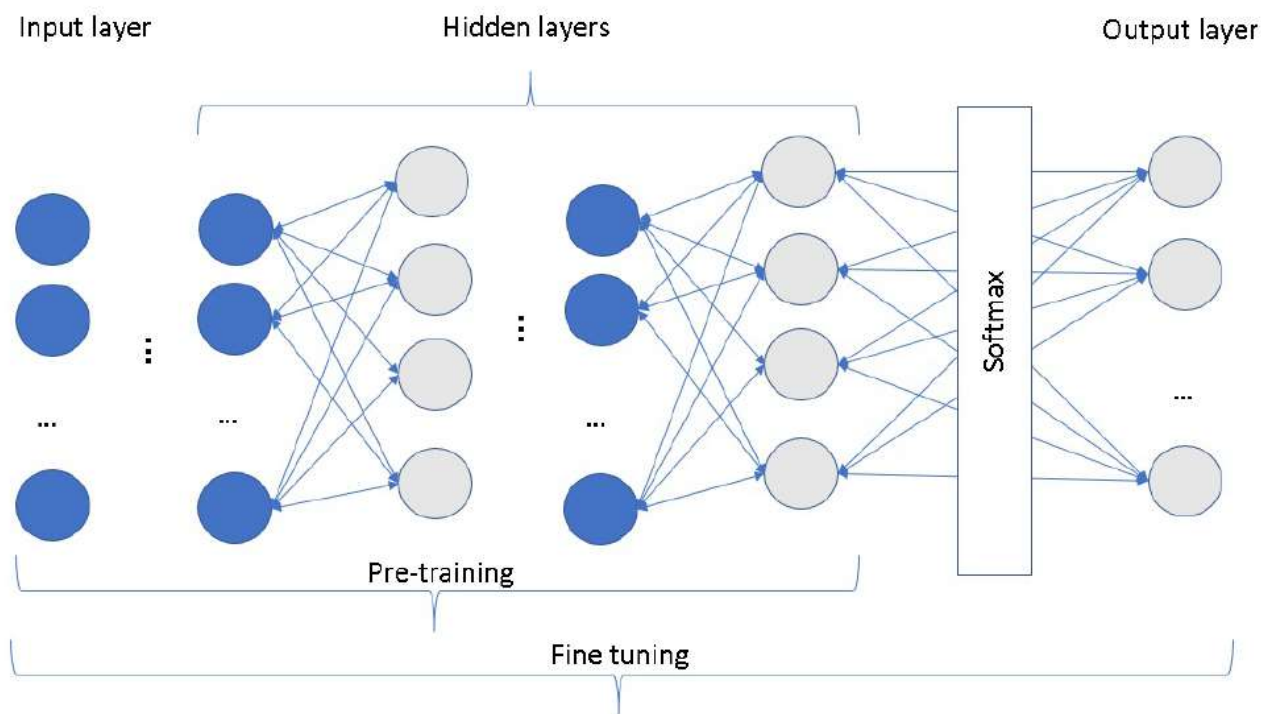 Input layer
Hidden layers
Output layer
...
...
...
...
...
...
Softmax
Pre-training
Fine tuning